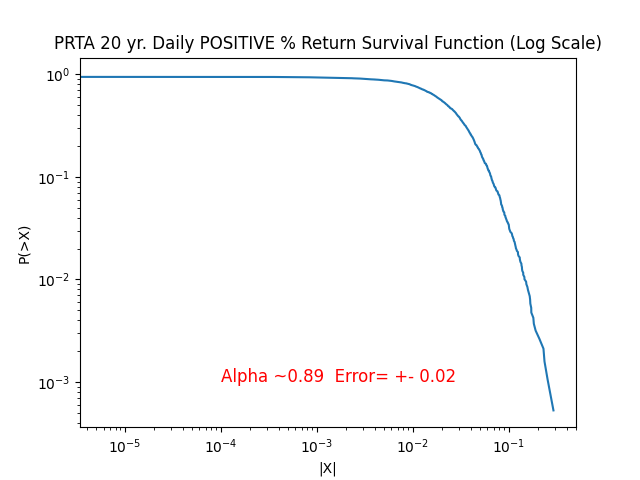 PRTA 20 yr. Daily POSITIVE % Return Survival Function (Log Scale)
10⁰
10⁻¹
10⁻²
10⁻³
P(>X)
Alpha ~0.89  Error= +- 0.02
10⁻⁵ 10⁻⁴ 10⁻³ 10⁻² 10⁻¹
|X|